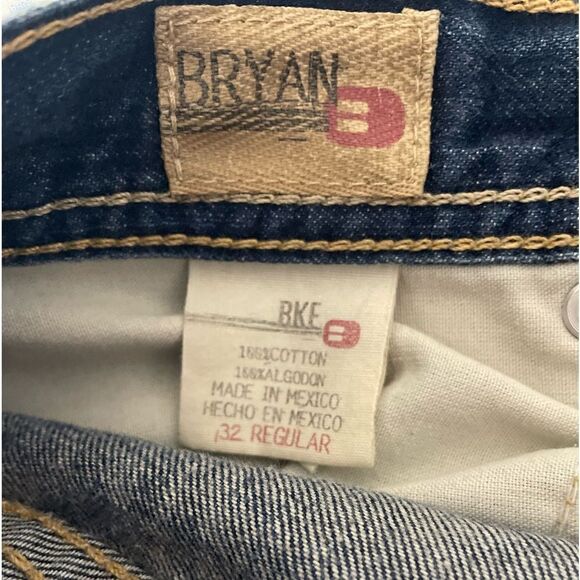 BRYAN
B
BKE B
100%COTTON
100%ALGODON
MADE IN MEXICO
HECHO EN MEXICO
32 REGULAR